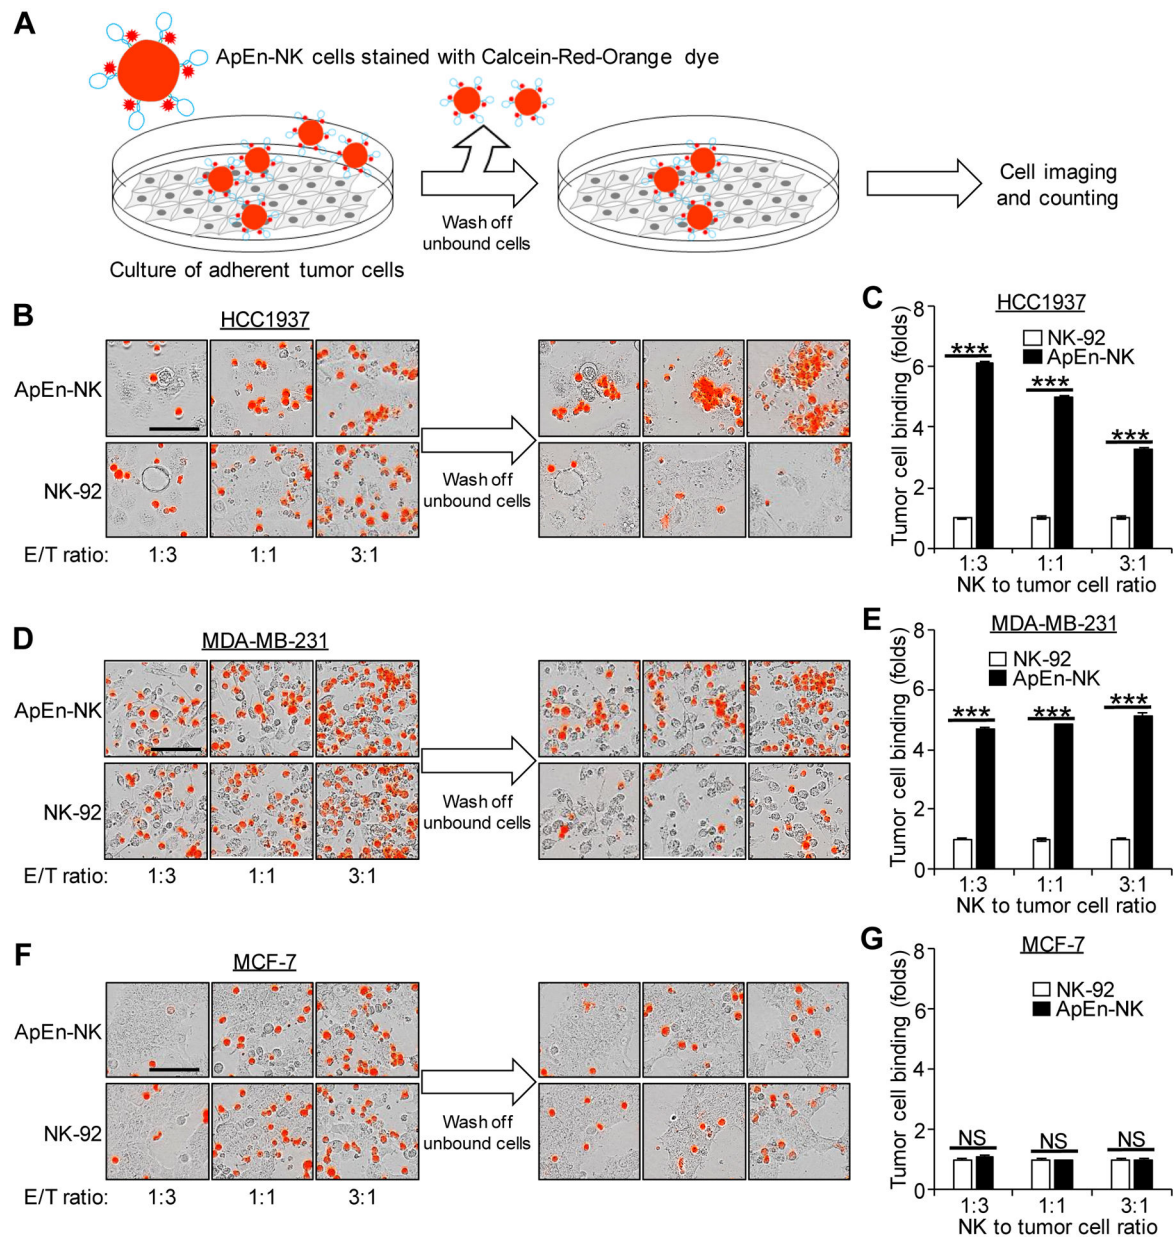 A
ApEn-NK cells stained with Calcein-Red-Orange dye
Wash off
unbound cells
Cell imaging
and counting
Culture of adherent tumor cells
B
HCC1937
ApEn-NK
NK-92
Wash off
unbound cells
E/T ratio: 1:3 1:1 3:1
C
HCC1937
NK-92
ApEn-NK
Tumor cell binding (folds)
8
6
4
2
0
***
***
***
1:3 1:1 3:1
NK to tumor cell ratio
D
MDA-MB-231
ApEn-NK
NK-92
Wash off
unbound cells
E/T ratio: 1:3 1:1 3:1
E
MDA-MB-231
NK-92
ApEn-NK
Tumor cell binding (folds)
8
6
4
2
0
*** *** ***
1:3 1:1 3:1
NK to tumor cell ratio
F
MCF-7
ApEn-NK
NK-92
Wash off
unbound cells
E/T ratio: 1:3 1:1 3:1
G
MCF-7
NK-92
ApEn-NK
Tumor cell binding (folds)
8
6
4
2
0
NS NS NS
1:3 1:1 3:1
NK to tumor cell ratio